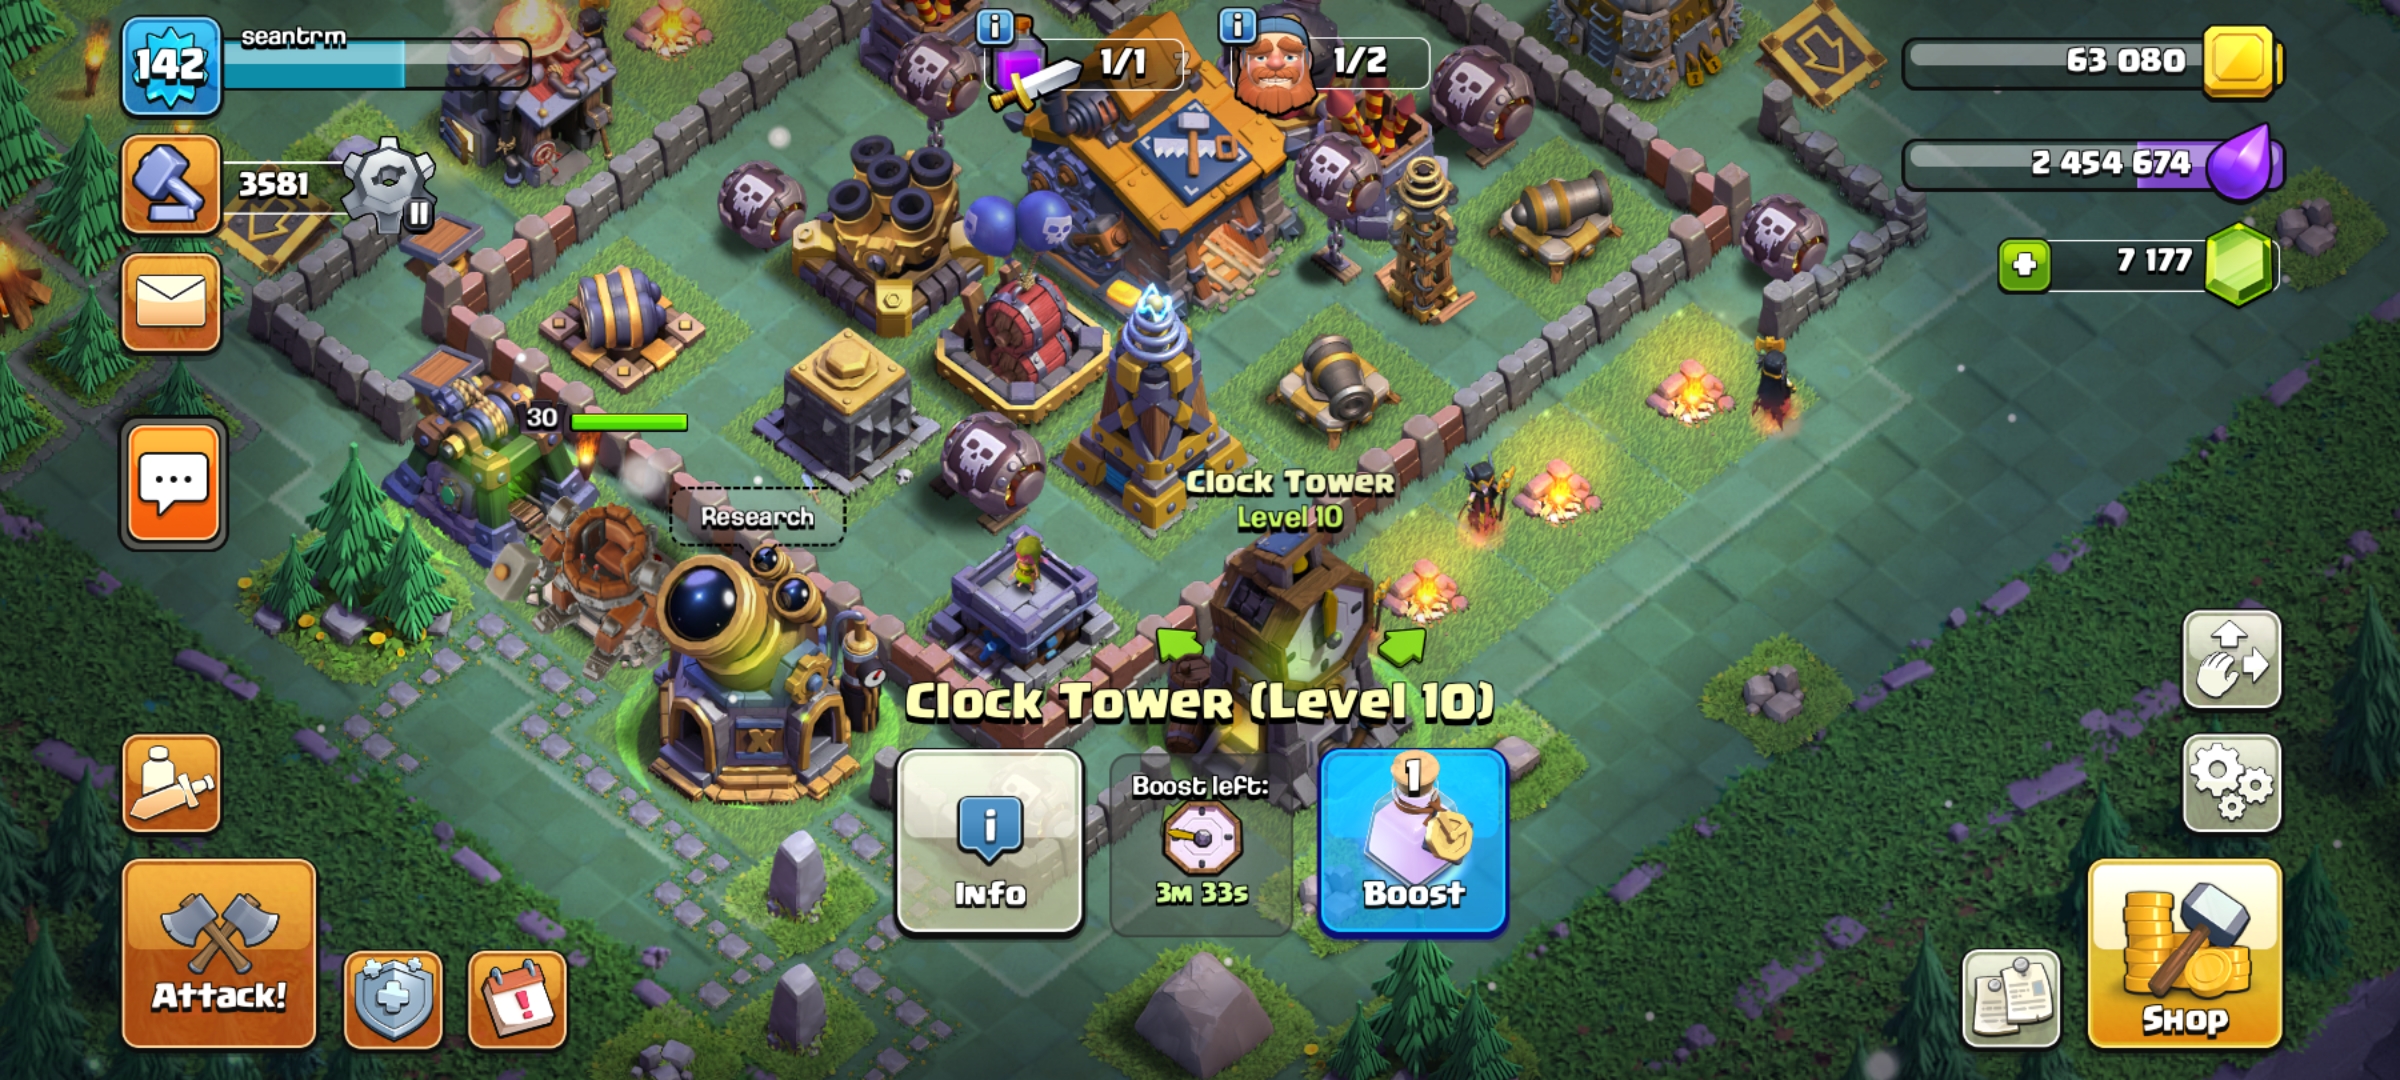 142
seantrm
1/1
1/2
63 080
3581
2 454 674
7 177
30
Research
Clock Tower
Level 10
Clock Tower (Level 10)
Info
Boost left:
3m 33s
1
Boost
Attack!
Shop